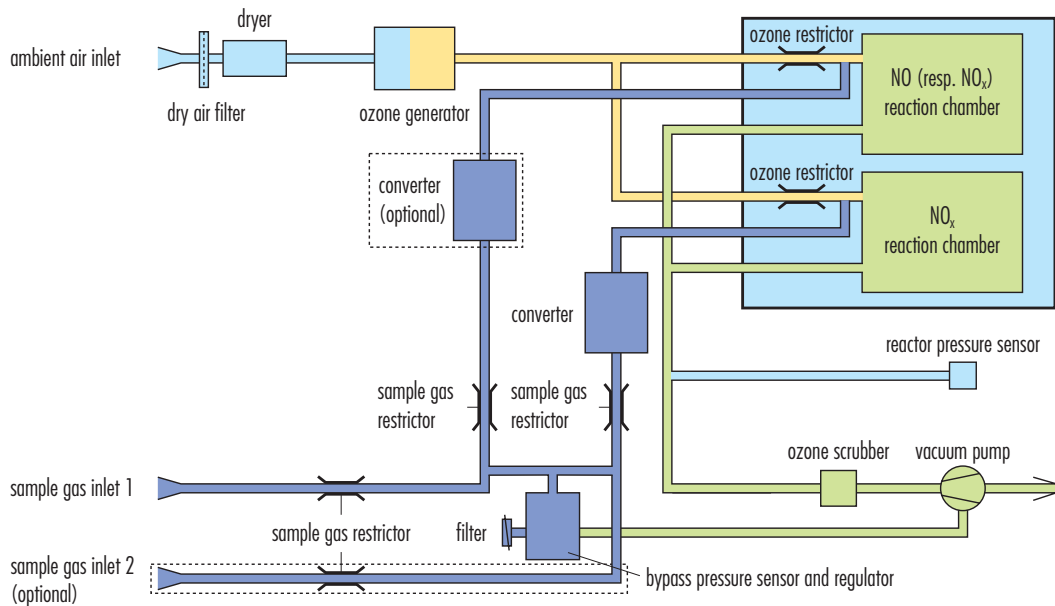 dryer
ambient air inlet
dry air filter
ozone generator
ozone restrictor
NO (resp. NOₓ)
reaction chamber
converter
(optional)
ozone restrictor
NOₓ
reaction chamber
converter
reactor pressure sensor
sample gas
restrictor
sample gas
restrictor
ozone scrubber
vacuum pump
sample gas inlet 1
sample gas restrictor
filter
sample gas inlet 2
(optional)
bypass pressure sensor and regulator